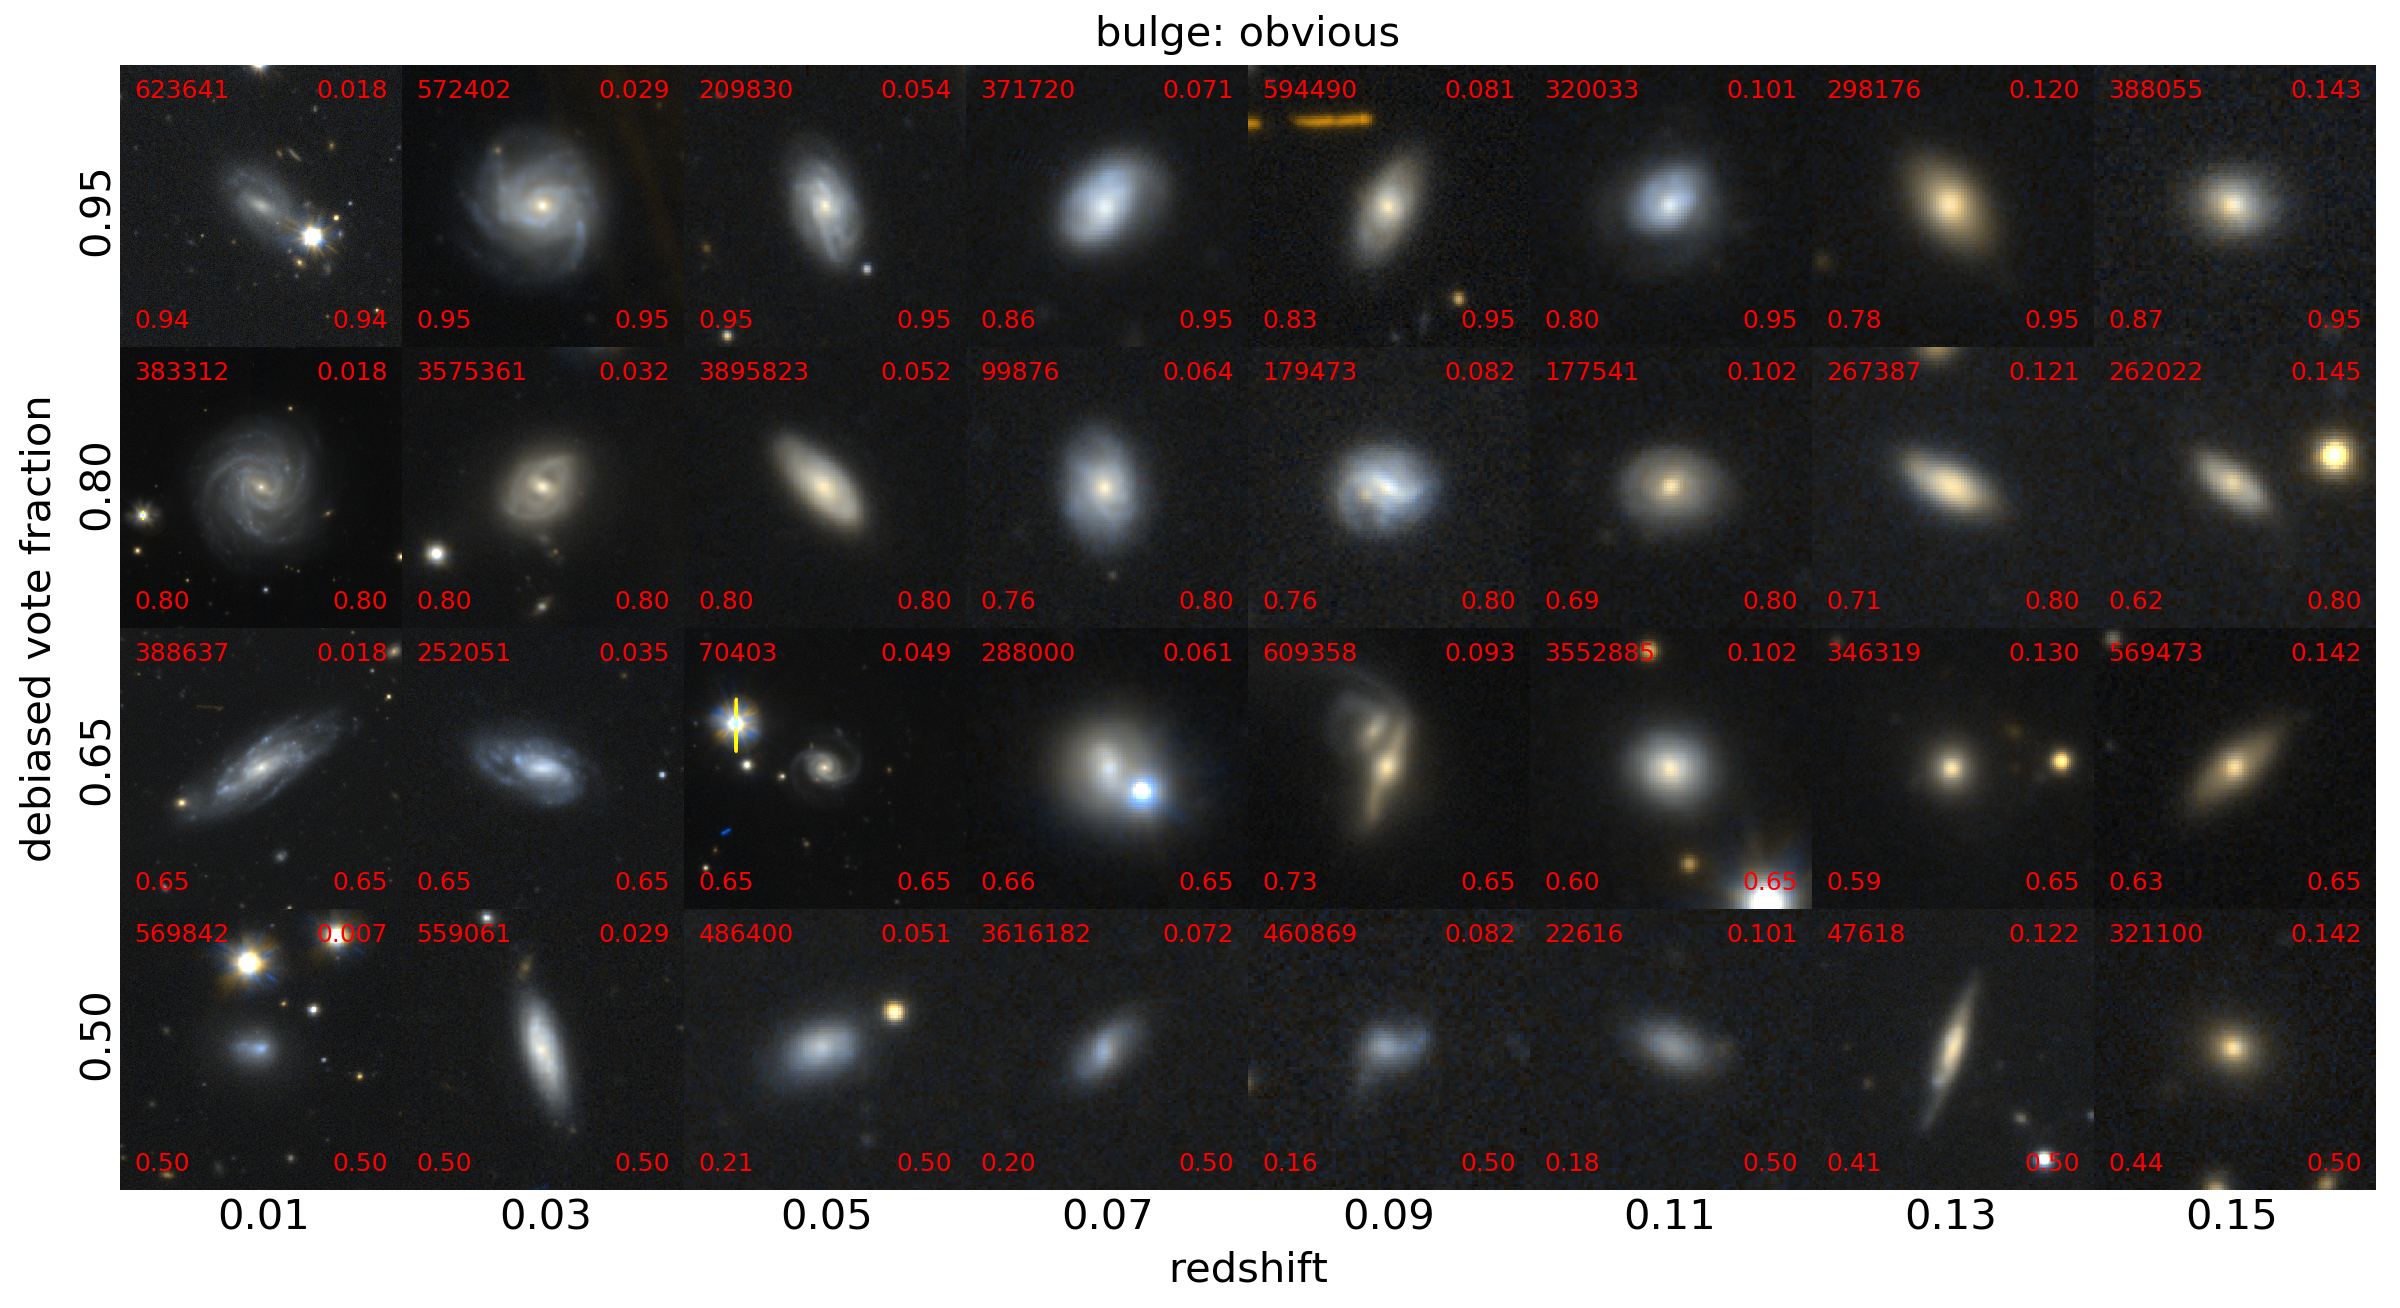 bulge: obvious
623641 0.018 572402 0.029 209830 0.054 371720 0.071 594490 0.081 320033 0.101 298176 0.120 388055 0.143
0.95
0.94 0.94 0.95 0.95 0.95 0.95 0.86 0.95 0.83 0.95 0.80 0.95 0.78 0.95 0.87 0.95
383312 0.018 3575361 0.032 3895823 0.052 99876 0.064 179473 0.082 177541 0.102 267387 0.121 262022 0.145
0.80
0.80 0.80 0.80 0.80 0.80 0.80 0.76 0.80 0.76 0.80 0.69 0.80 0.71 0.80 0.62 0.80
debiased vote fraction
388637 0.018 252051 0.035 70403 0.049 288000 0.061 609358 0.093 3552885 0.102 346319 0.130 569473 0.142
0.65
0.65 0.65 0.65 0.65 0.65 0.65 0.66 0.65 0.73 0.65 0.60 0.65 0.59 0.65 0.63 0.65
569842 0.007 559061 0.029 486400 0.051 3616182 0.072 460869 0.082 22616 0.101 47618 0.122 321100 0.142
0.50
0.50 0.50 0.50 0.50 0.21 0.50 0.20 0.50 0.16 0.50 0.18 0.50 0.41 0.50 0.44 0.50
0.01 0.03 0.05 0.07 0.09 0.11 0.13 0.15
redshift